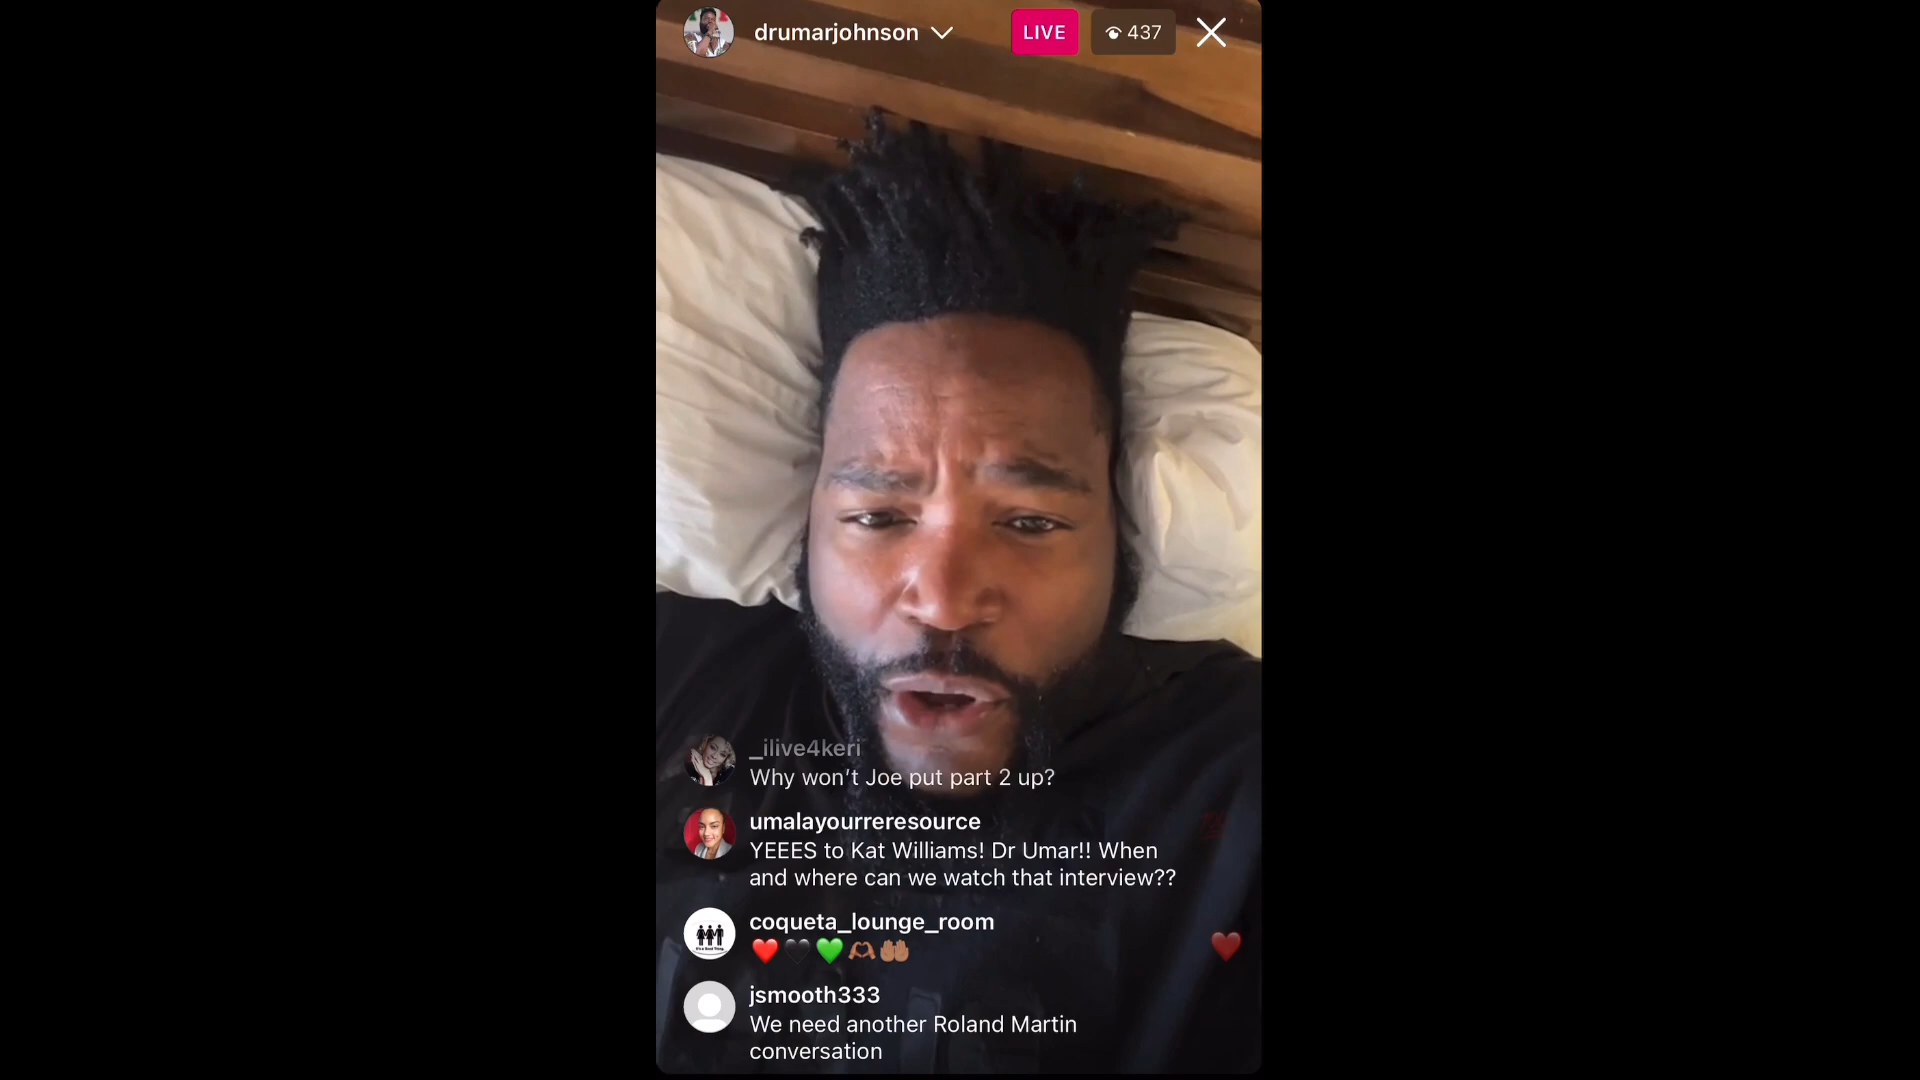 drumarjohnson
LIVE
437
_ilive4keri
Why won’t Joe put part 2 up?
umalayourreresource
YEEES to Kat Williams! Dr Umar!! When
and where can we watch that interview??
coqueta_lounge_room
❤️🖤💚🫶🏽🤲🏽
jsmooth333
We need another Roland Martin
conversation